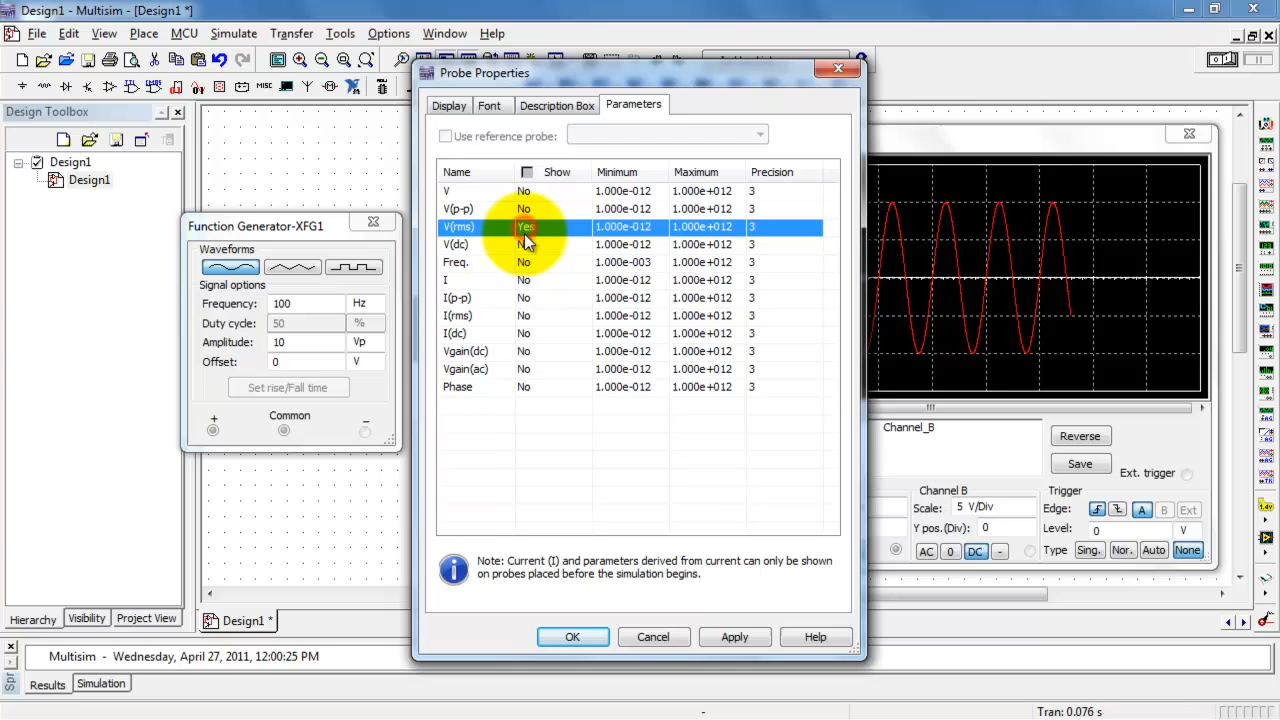 Design1 - Multisim - [Design1 *]
File Edit View Place MCU Simulate Transfer Tools Options Window Help
MISC
Design Toolbox
Design1
Design1
Hierarchy Visibility Project View
Design1 *
Function Generator-XFG1
Waveforms
Signal options
Frequency: 100 Hz
Duty cycle: 50 %
Amplitude: 10 Vp
Offset: 0 V
Set rise/Fall time
+ Common -
Probe Properties
Display Font Description Box Parameters
Use reference probe:
Name Show Minimum Maximum Precision
V No 1.000e-012 1.000e+012 3
V(p-p) No 1.000e-012 1.000e+012 3
V(rms) Yes 1.000e-012 1.000e+012 3
V(dc) 1.000e-012 1.000e+012 3
Freq. No 1.000e-003 1.000e+012 3
I No 1.000e-012 1.000e+012 3
I(p-p) No 1.000e-012 1.000e+012 3
I(rms) No 1.000e-012 1.000e+012 3
I(dc) No 1.000e-012 1.000e+012 3
Vgain(dc) No 1.000e-012 1.000e+012 3
Vgain(ac) No 1.000e-012 1.000e+012 3
Phase No 1.000e-012 1.000e+012 3
Note: Current (I) and parameters derived from current can only be shown
on probes placed before the simulation begins.
OK Cancel Apply Help
Channel_B
Reverse
Save
Ext. trigger
Channel B
Scale: 5 V/Div
Y pos.(Div): 0
AC 0 DC -
Trigger
Edge: A B Ext
Level: 0 V
Type Sing. Nor. Auto None
1.4v
Multisim - Wednesday, April 27, 2011, 12:00:25 PM
Spr
Results Simulation
- Tran: 0.076 s